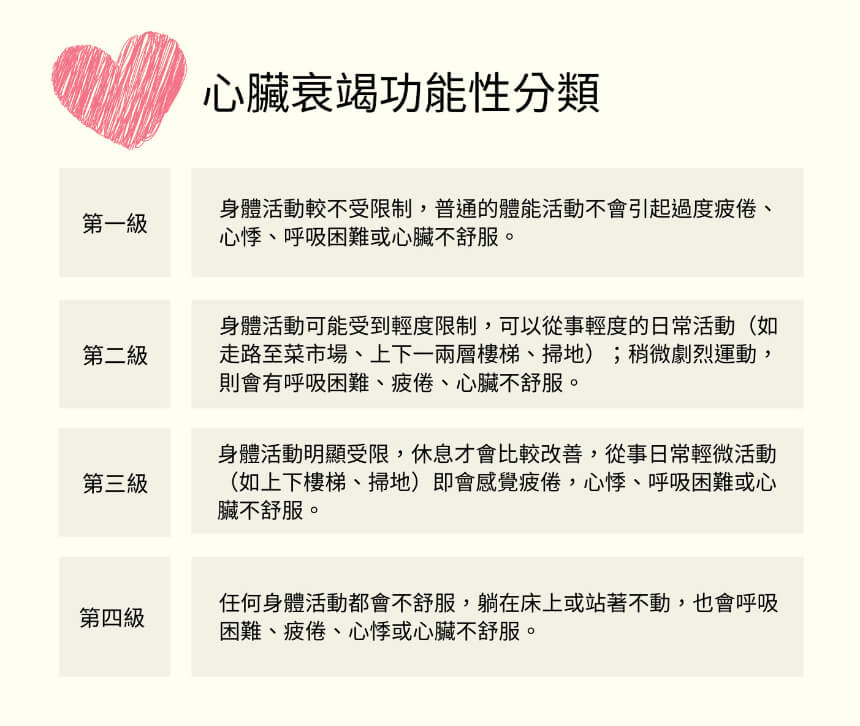 心臟衰竭功能性分類
第一級
身體活動較不受限制，普通的體能活動不會引起過度疲倦、
心悸、呼吸困難或心臟不舒服。
第二級
身體活動可能受到輕度限制，可以從事輕度的日常活動（如
走路至菜市場、上下一兩層樓梯、掃地）；稍微劇烈運動，
則會有呼吸困難、疲倦、心臟不舒服。
第三級
身體活動明顯受限，休息才會比較改善，從事日常輕微活動
（如上下樓梯、掃地）即會感覺疲倦，心悸、呼吸困難或心
臟不舒服。
第四級
任何身體活動都會不舒服，躺在床上或站著不動，也會呼吸
困難、疲倦、心悸或心臟不舒服。